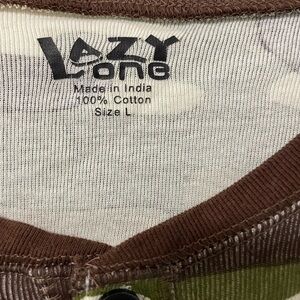 LAZY
one
Made in India
100% Cotton
Size L